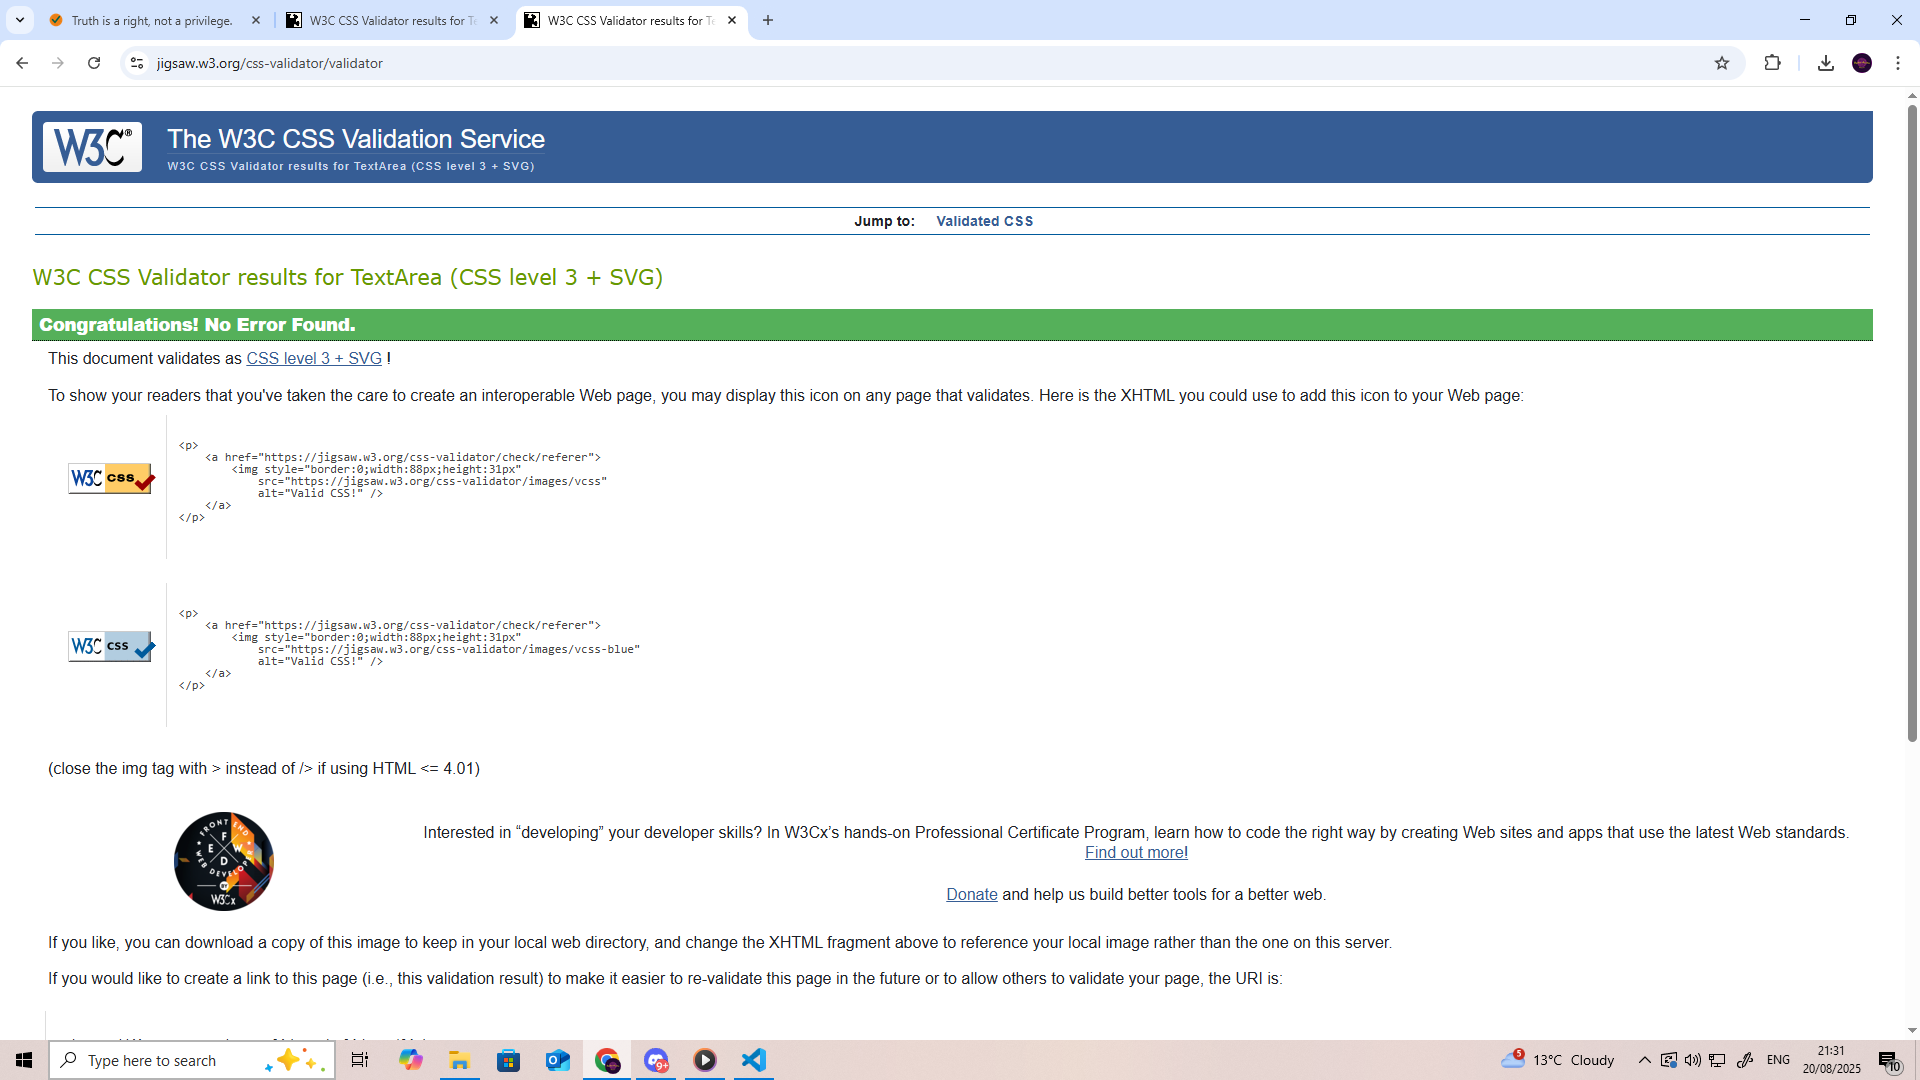 Truth is a right, not a privilege.
W3C CSS Validator results for Te
W3C CSS Validator results for Te
jigsaw.w3.org/css-validator/validator
W3C®
The W3C CSS Validation Service
W3C CSS Validator results for TextArea (CSS level 3 + SVG)
Jump to: Validated CSS
W3C CSS Validator results for TextArea (CSS level 3 + SVG)
Congratulations! No Error Found.
This document validates as CSS level 3 + SVG !
To show your readers that you've taken the care to create an interoperable Web page, you may display this icon on any page that validates. Here is the XHTML you could use to add this icon to your Web page:
W3C css
<p>
<a href="https://jigsaw.w3.org/css-validator/check/referer">
<img style="border:0;width:88px;height:31px"
src="https://jigsaw.w3.org/css-validator/images/vcss"
alt="Valid CSS!" />
</a>
</p>
W3C css
<p>
<a href="https://jigsaw.w3.org/css-validator/check/referer">
<img style="border:0;width:88px;height:31px"
src="https://jigsaw.w3.org/css-validator/images/vcss-blue"
alt="Valid CSS!" />
</a>
</p>
(close the img tag with > instead of /> if using HTML <= 4.01)
FRONT END
F E W D
WEB DEVELOPER
BY
W3Cx
Interested in “developing” your developer skills? In W3Cx’s hands-on Professional Certificate Program, learn how to code the right way by creating Web sites and apps that use the latest Web standards.
Find out more!
Donate and help us build better tools for a better web.
If you like, you can download a copy of this image to keep in your local web directory, and change the XHTML fragment above to reference your local image rather than the one on this server.
If you would like to create a link to this page (i.e., this validation result) to make it easier to re-validate this page in the future or to allow others to validate your page, the URI is:
Type here to search
9+
5
13°C Cloudy
ENG
21:31
20/08/2025
10